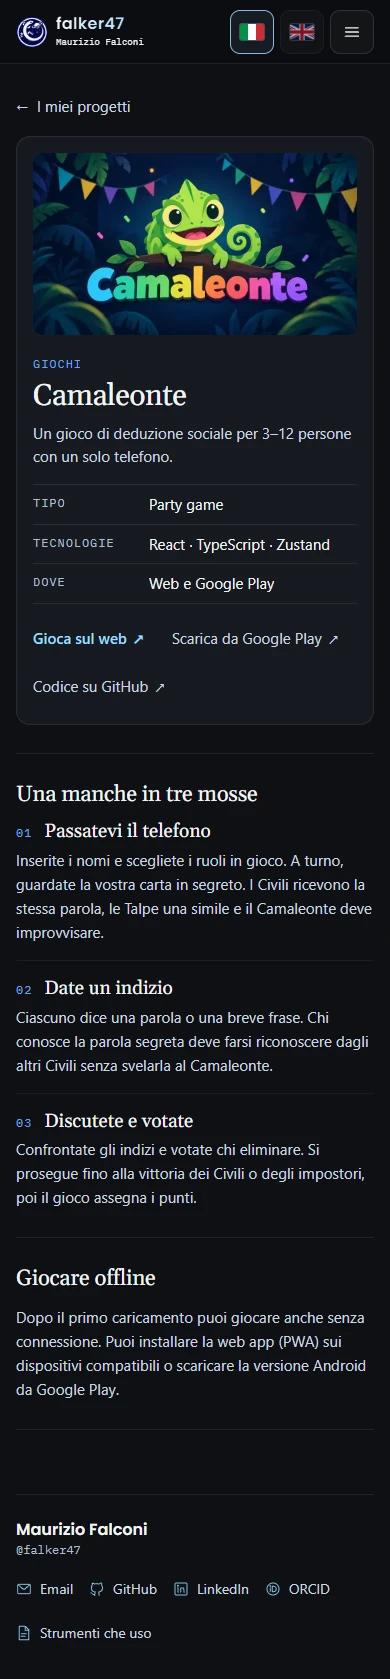 falker47
Maurizio Falconi
← I miei progetti
Camaleonte
GIOCHI
Camaleonte
Un gioco di deduzione sociale per 3–12 persone
con un solo telefono.
TIPO Party game
TECNOLOGIE React · TypeScript · Zustand
DOVE Web e Google Play
Gioca sul web ↗ Scarica da Google Play ↗
Codice su GitHub ↗
Una manche in tre mosse
01 Passatevi il telefono
Inserite i nomi e scegliete i ruoli in gioco. A turno,
guardate la vostra carta in segreto. I Civili ricevono la
stessa parola, le Talpe una simile e il Camaleonte deve
improvvisare.
02 Date un indizio
Ciascuno dice una parola o una breve frase. Chi
conosce la parola segreta deve farsi riconoscere dagli
altri Civili senza svelarla al Camaleonte.
03 Discutete e votate
Confrontate gli indizi e votate chi eliminare. Si
prosegue fino alla vittoria dei Civili o degli impostori,
poi il gioco assegna i punti.
Giocare offline
Dopo il primo caricamento puoi giocare anche senza
connessione. Puoi installare la web app (PWA) sui
dispositivi compatibili o scaricare la versione Android
da Google Play.
Maurizio Falconi
@falker47
Email GitHub LinkedIn ORCID
Strumenti che uso